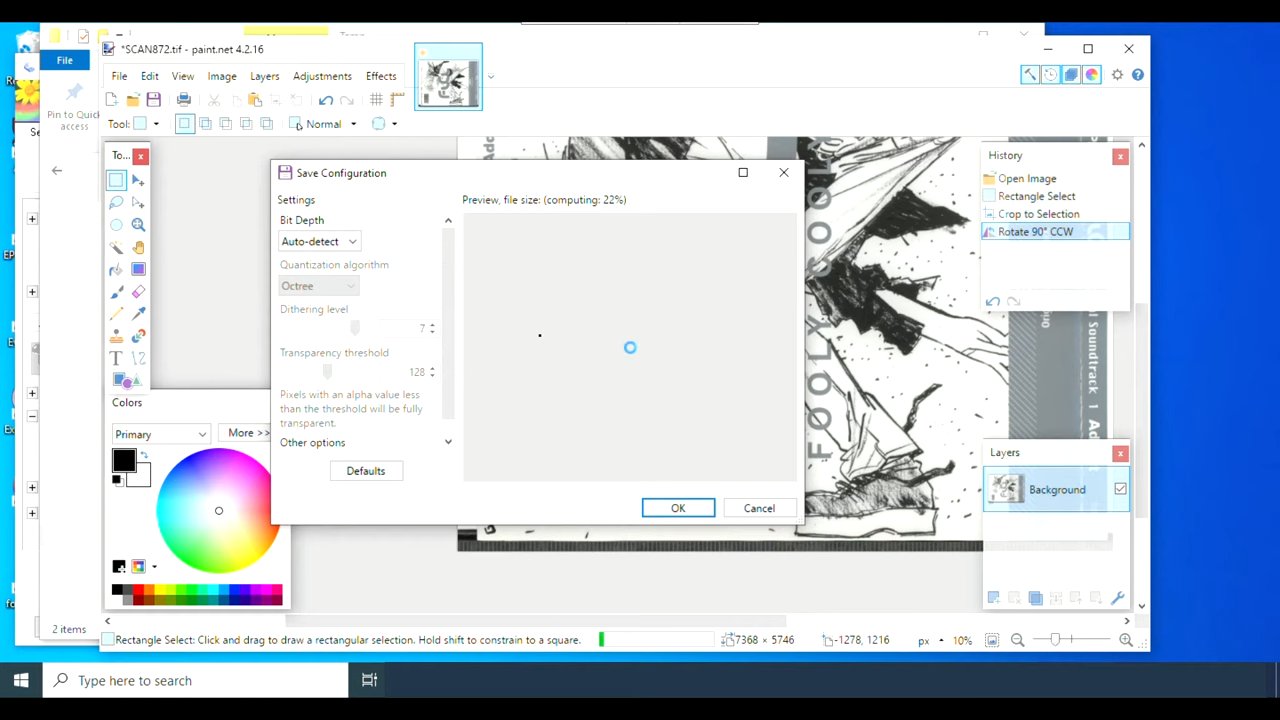 File
Pin to Quick
access
2 items
*SCAN872.tif - paint.net 4.2.16
File Edit View Image Layers Adjustments Effects
Tool:
Normal
To...
Colors
Primary
More >>
Save Configuration
Settings
Bit Depth
Auto-detect
Quantization algorithm
Octree
Dithering level
7
Transparency threshold
128
Pixels with an alpha value less
than the threshold will be fully
transparent.
Other options
Defaults
Preview, file size: (computing: 22%)
OK
Cancel
FOOLY COOL
History
Open Image
Rectangle Select
Crop to Selection
Rotate 90° CCW
l Soundtrack 1 Ad
Layers
Background
Rectangle Select: Click and drag to draw a rectangular selection. Hold shift to constrain to a square.
7368 × 5746
-1278, 1216
px
10%
Type here to search